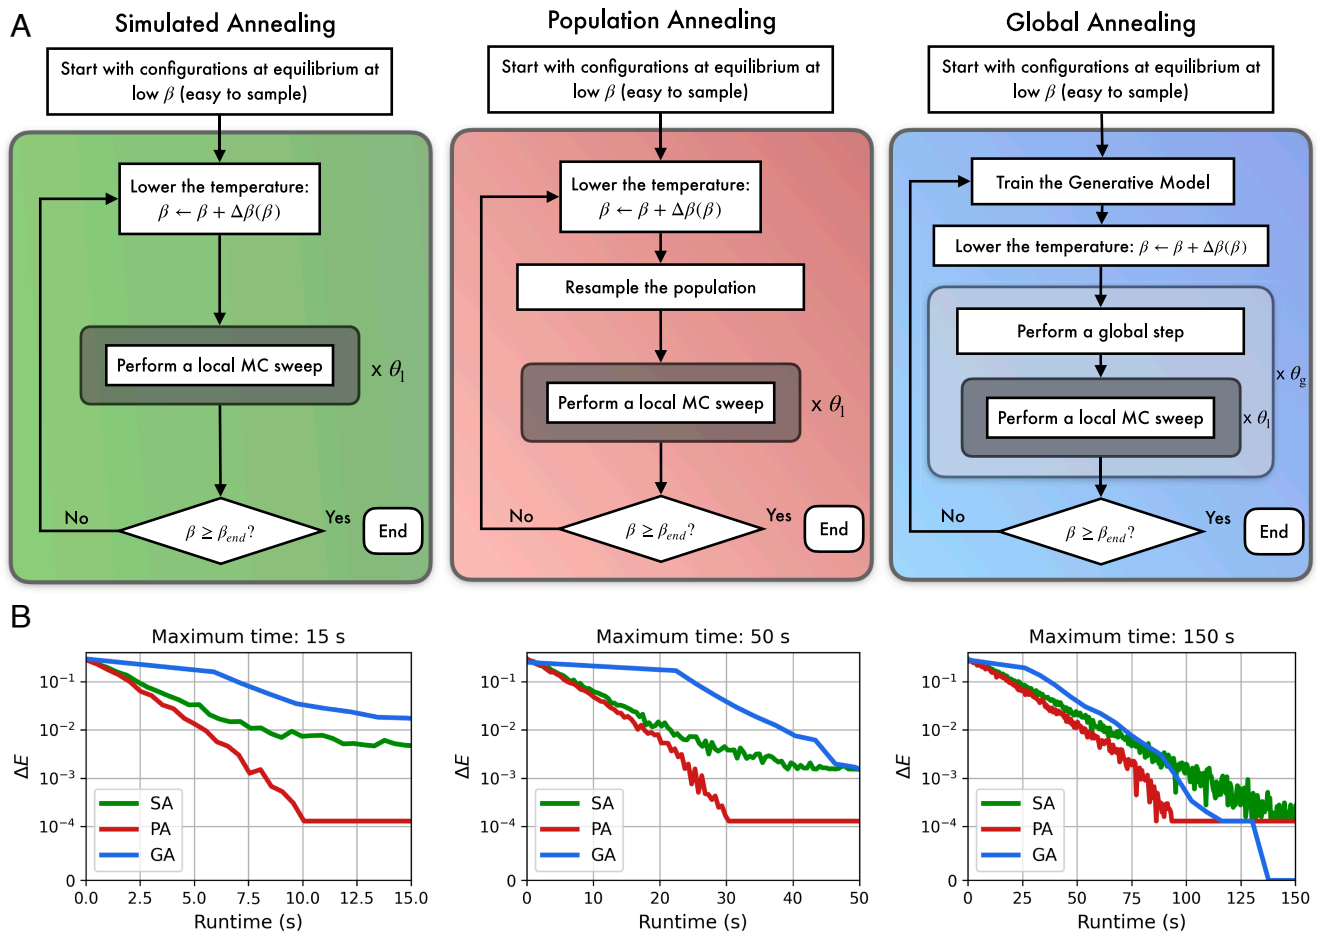 A
Simulated Annealing
Start with configurations at equilibrium at
low β (easy to sample)
Lower the temperature:
β ← β + Δβ(β)
Perform a local MC sweep
x θ_l
β ≥ β_end?
No
Yes
End
Population Annealing
Start with configurations at equilibrium at
low β (easy to sample)
Lower the temperature:
β ← β + Δβ(β)
Resample the population
Perform a local MC sweep
x θ_l
β ≥ β_end?
No
Yes
End
Global Annealing
Start with configurations at equilibrium at
low β (easy to sample)
Train the Generative Model
Lower the temperature: β ← β + Δβ(β)
Perform a global step
x θ_g
Perform a local MC sweep
x θ_l
β ≥ β_end?
No
Yes
End
B
Maximum time: 15 s
ΔE
10⁻¹
10⁻²
10⁻³
10⁻⁴
0
SA
PA
GA
0.0 2.5 5.0 7.5 10.0 12.5 15.0
Runtime (s)
Maximum time: 50 s
ΔE
10⁻¹
10⁻²
10⁻³
10⁻⁴
0
SA
PA
GA
0 10 20 30 40 50
Runtime (s)
Maximum time: 150 s
ΔE
10⁻¹
10⁻²
10⁻³
10⁻⁴
0
SA
PA
GA
0 25 50 75 100 125 150
Runtime (s)